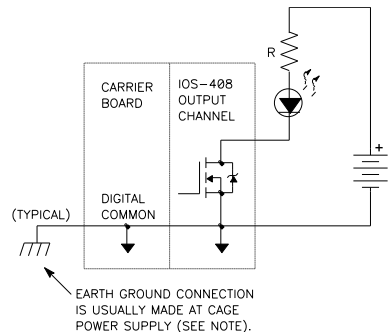 R
CARRIER
BOARD
IOS-408
OUTPUT
CHANNEL
+
(TYPICAL)
DIGITAL
COMMON
EARTH GROUND CONNECTION
IS USUALLY MADE AT CAGE
POWER SUPPLY (SEE NOTE).